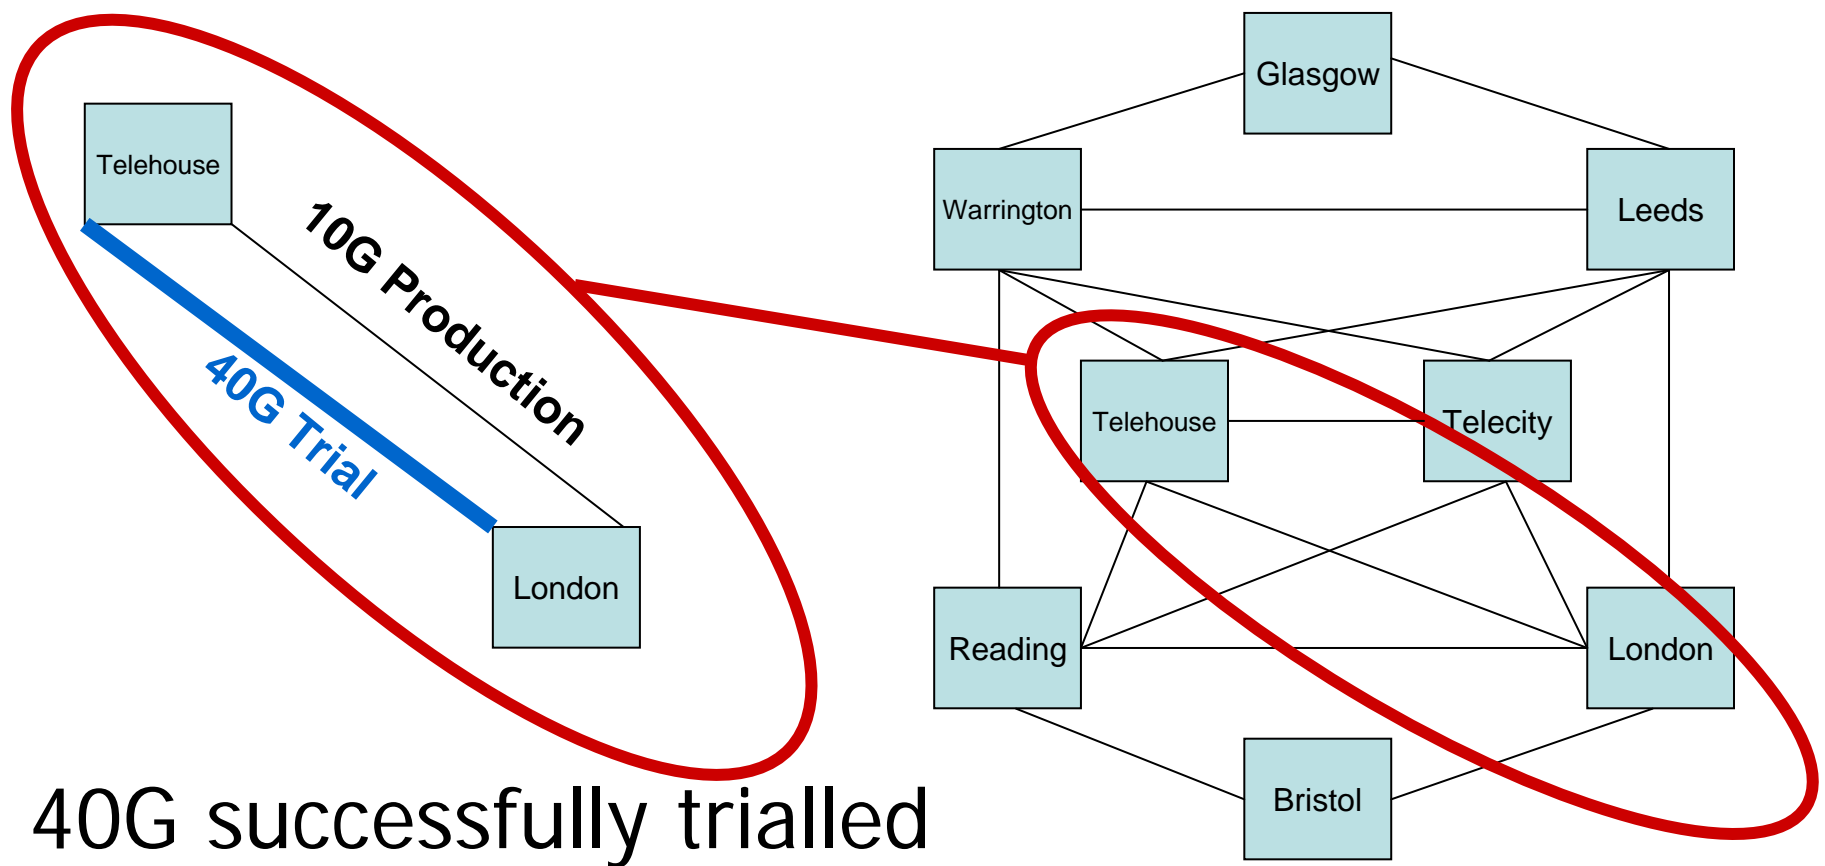 Telehouse
10G Production
40G Trial
London
Glasgow
Warrington
Leeds
Telehouse
Telecity
Reading
London
Bristol
40G successfully trialled